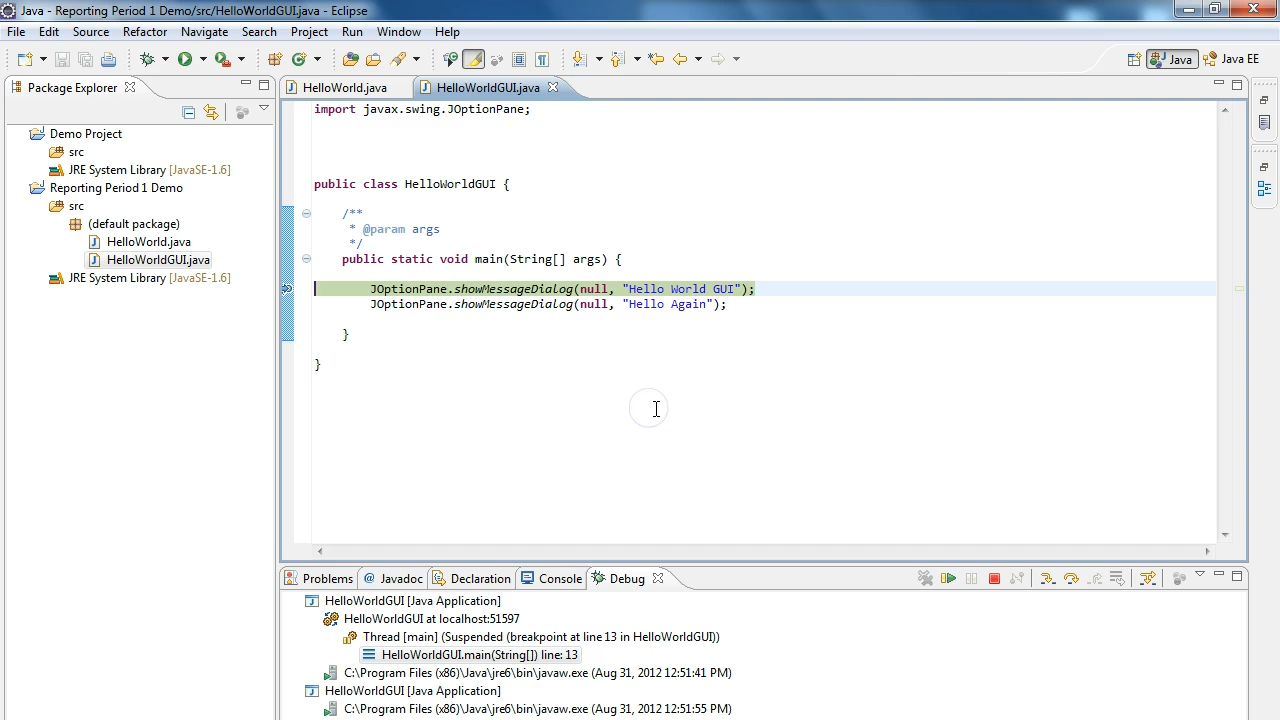 Java - Reporting Period 1 Demo/src/HelloWorldGUI.java - Eclipse
File Edit Source Refactor Navigate Search Project Run Window Help
Java Java EE
Package Explorer
Demo Project
src
JRE System Library [JavaSE-1.6]
Reporting Period 1 Demo
src
(default package)
HelloWorld.java
HelloWorldGUI.java
JRE System Library [JavaSE-1.6]
HelloWorld.java HelloWorldGUI.java
import javax.swing.JOptionPane;
public class HelloWorldGUI {
/**
* @param args
*/
public static void main(String[] args) {
JOptionPane.showMessageDialog(null, "Hello World GUI");
JOptionPane.showMessageDialog(null, "Hello Again");
}
}
Problems @ Javadoc Declaration Console Debug
HelloWorldGUI [Java Application]
HelloWorldGUI at localhost:51597
Thread [main] (Suspended (breakpoint at line 13 in HelloWorldGUI))
HelloWorldGUI.main(String[]) line: 13
C:\Program Files (x86)\Java\jre6\bin\javaw.exe (Aug 31, 2012 12:51:41 PM)
HelloWorldGUI [Java Application]
C:\Program Files (x86)\Java\jre6\bin\javaw.exe (Aug 31, 2012 12:51:55 PM)